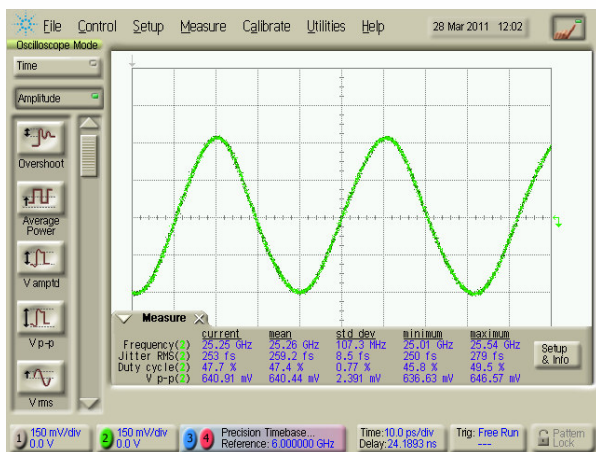 File Control Setup Measure Calibrate Utilities Help 28 Mar 2011 12:02
Oscilloscope Mode
Time
Amplitude
Overshoot
Average
Power
V amptd
V p-p
V rms
Measure
current mean std dev minimum maximum
Frequency(2) 25.25 GHz 25.26 GHz 107.3 MHz 25.01 GHz 25.54 GHz
Jitter RMS(2) 253 fs 259.2 fs 8.5 fs 250 fs 279 fs
Duty cycle(2) 47.7 % 47.4 % 0.77 % 45.8 % 49.5 %
V p-p(2) 640.91 mV 640.44 mV 2.391 mV 636.63 mV 646.57 mV
Setup
& Info
1 150 mV/div
0.0 V
2 150 mV/div
0.0 V
3 4 Precision Timebase...
Reference: 6.000000 GHz
Time:10.0 ps/div
Delay:24.1893 ns
Trig: Free Run
---
Pattern
Lock